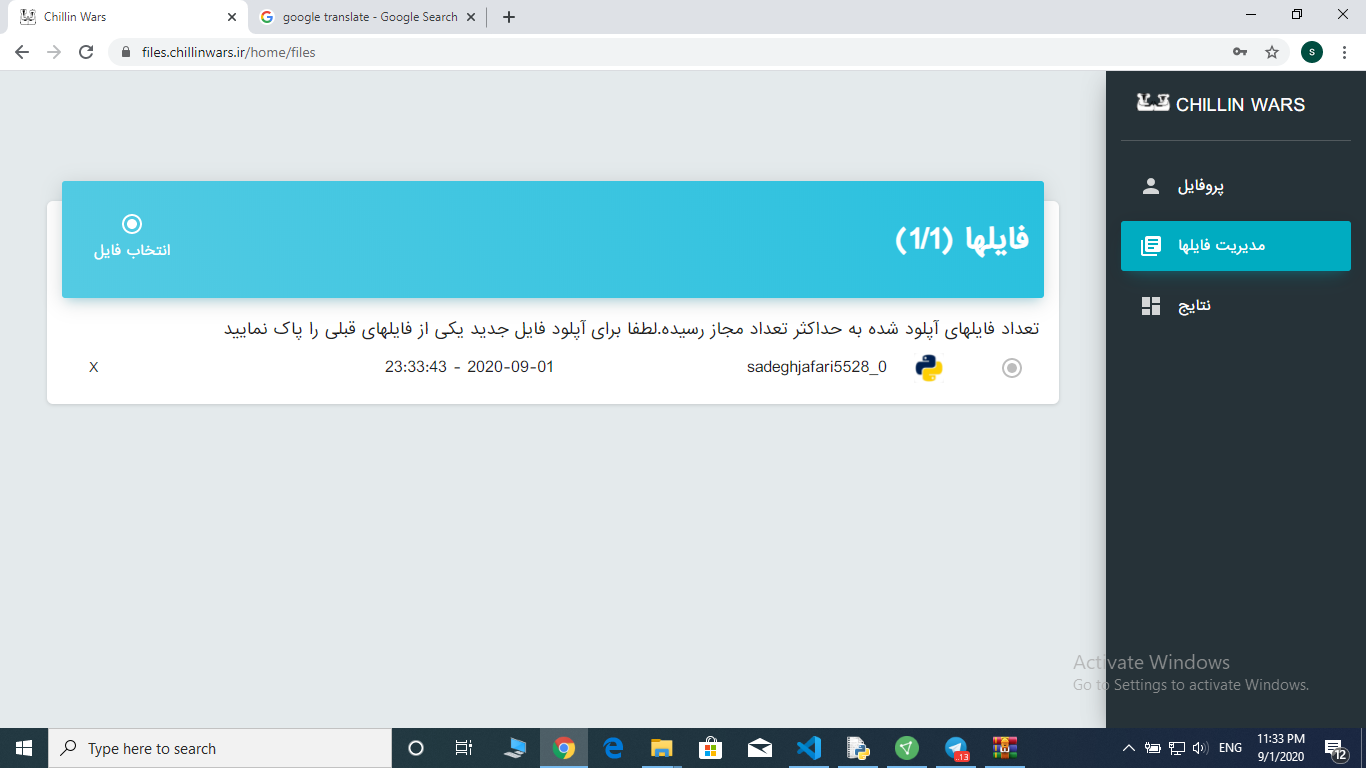 Chillin Wars
google translate - Google Search
files.chillinwars.ir/home/files
s
CHILLIN WARS
پروفایل
مدیریت فایلها
نتایج
فایلها (1/1)
انتخاب فایل
تعداد فایلهای آپلود شده به حداکثر تعداد مجاز رسیده.لطفا برای آپلود فایل جدید یکی از فایلهای قبلی را پاک نمایید
sadeghjafari5528_0
23:33:43 - 2020-09-01
X
Activate Windows
Go to Settings to activate Windows.
Type here to search
13
ENG
11:33 PM
9/1/2020
12